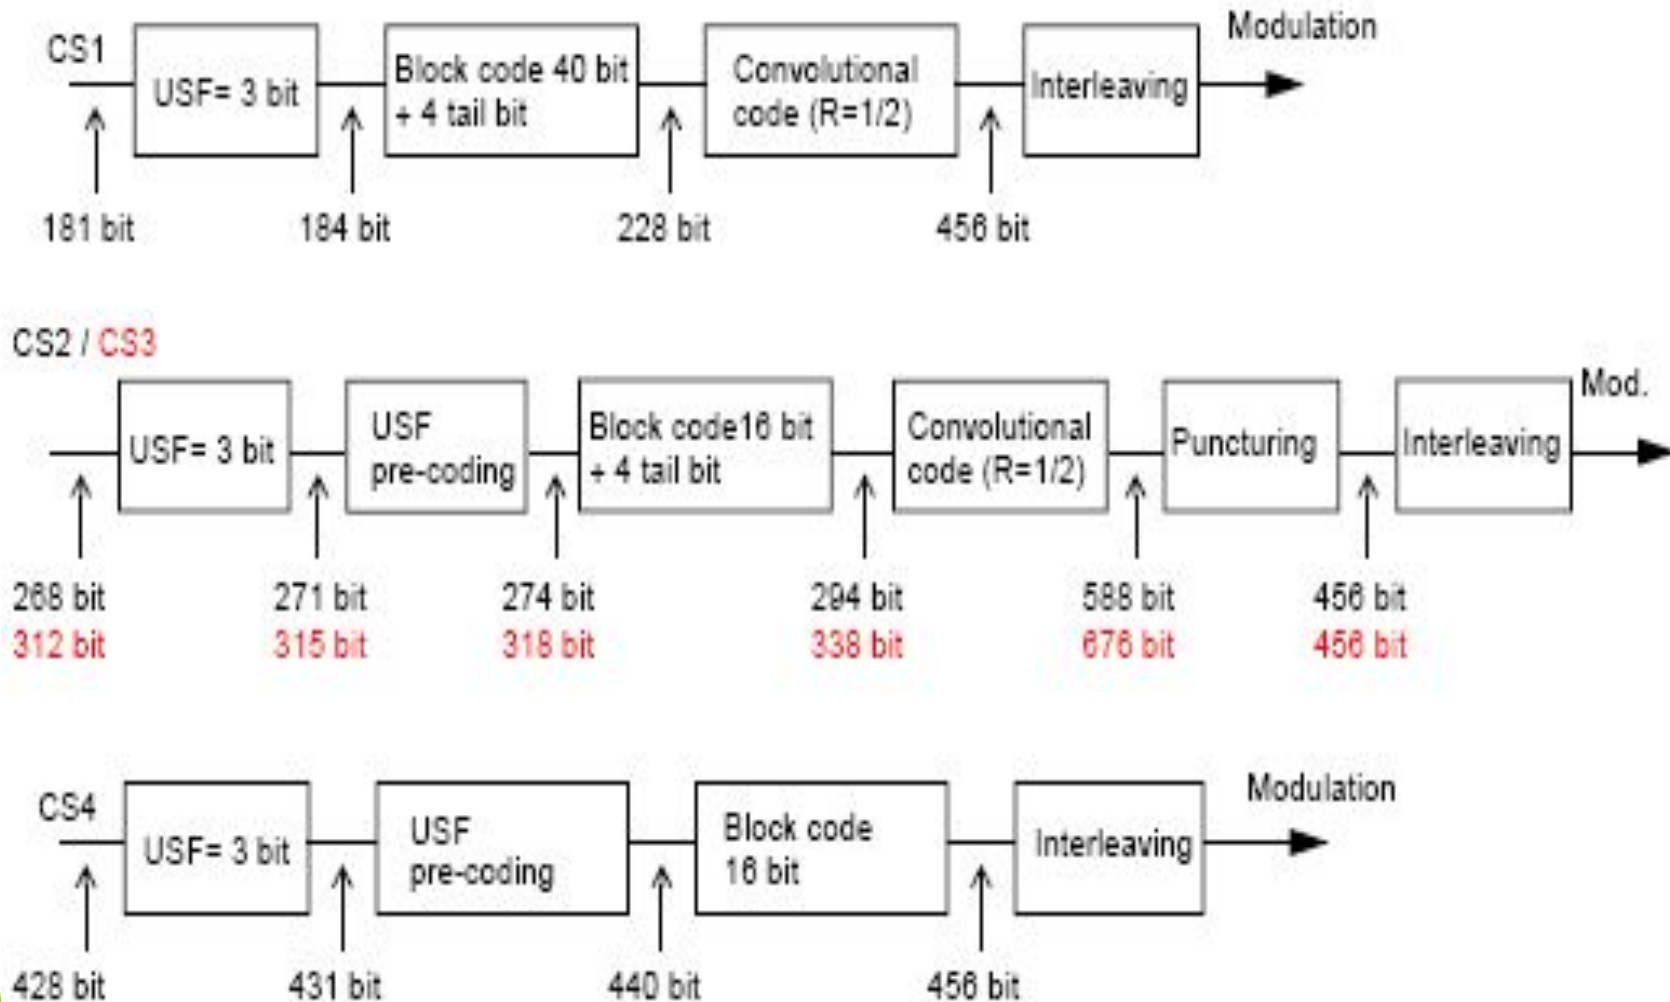 CS1
USF= 3 bit
Block code 40 bit
+ 4 tail bit
Convolutional
code (R=1/2)
Interleaving
Modulation
181 bit
184 bit
228 bit
456 bit
CS2 / CS3
USF= 3 bit
USF
pre-coding
Block code16 bit
+ 4 tail bit
Convolutional
code (R=1/2)
Puncturing
Interleaving
Mod.
268 bit
271 bit
274 bit
294 bit
588 bit
456 bit
312 bit
315 bit
318 bit
338 bit
676 bit
456 bit
CS4
USF= 3 bit
USF
pre-coding
Block code
16 bit
Interleaving
Modulation
428 bit
431 bit
440 bit
456 bit